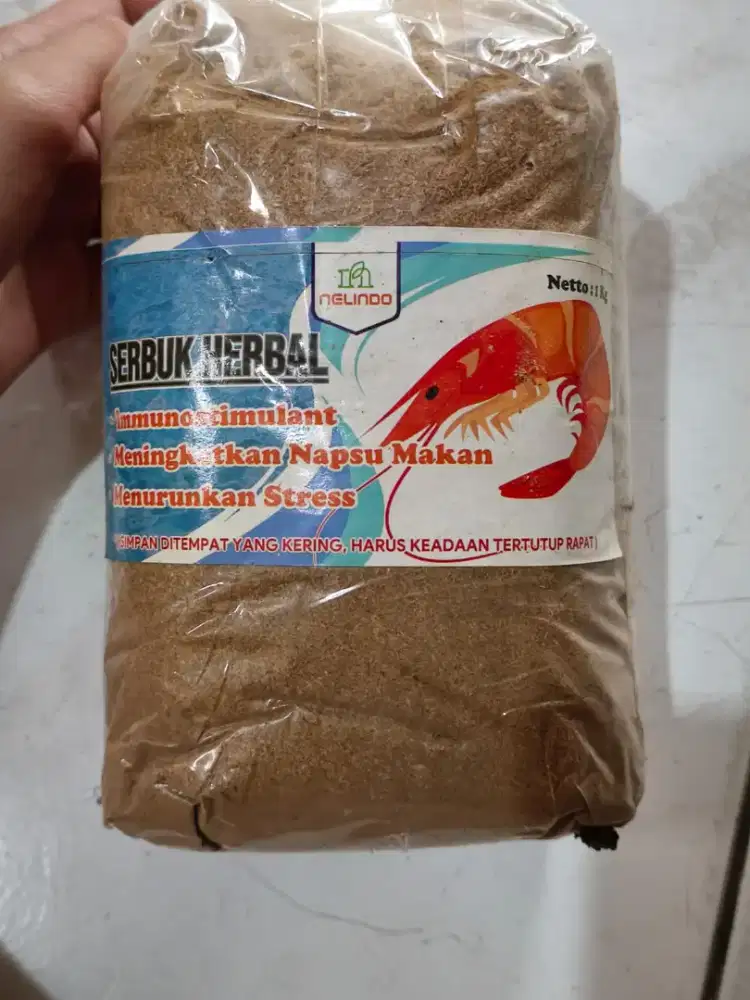 NELINDO
Netto : 1 Kg
SERBUK HERBAL
Immunostimulant
Meningkatkan Napsu Makan
Menurunkan Stress
(SIMPAN DITEMPAT YANG KERING, HARUS KEADAAN TERTUTUP RAPAT)